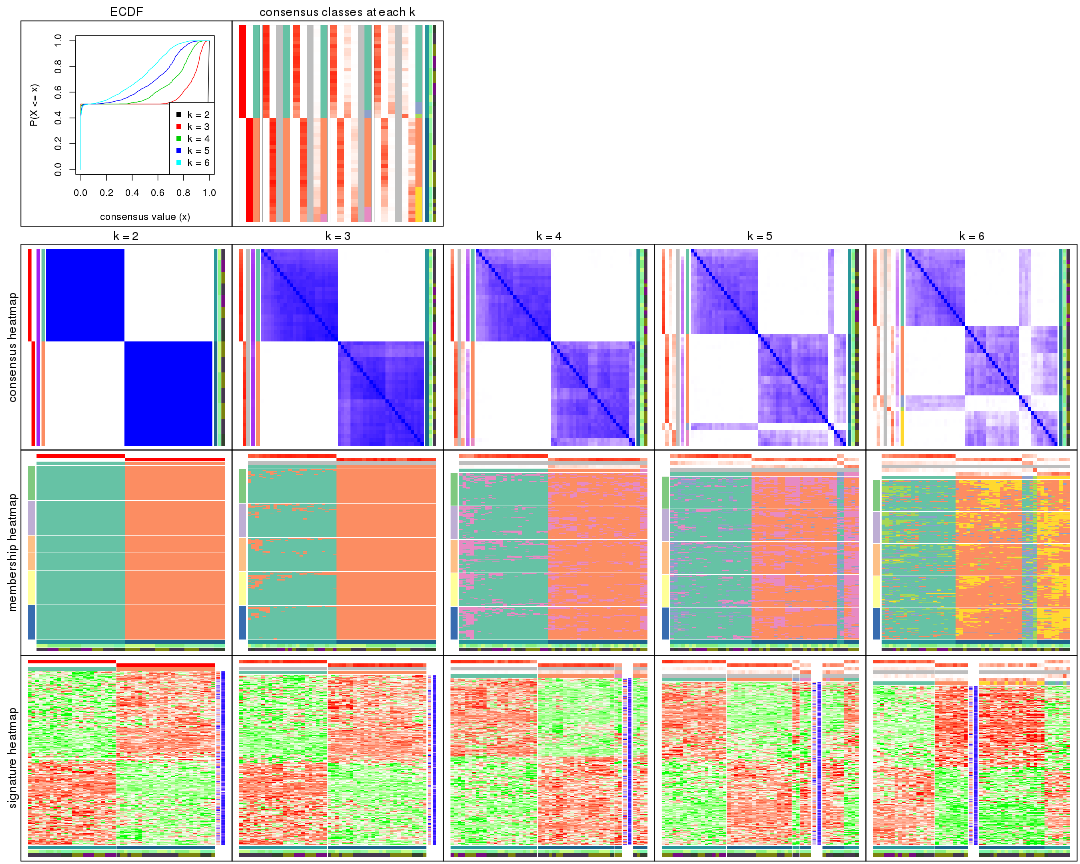 ECDF
consensus classes at each k
P(X <= x)
0.0 0.2 0.4 0.6 0.8 1.0
k = 2
k = 3
k = 4
k = 5
k = 6
0.0 0.2 0.4 0.6 0.8 1.0
consensus value (x)
k = 2
k = 3
k = 4
k = 5
k = 6
consensus heatmap
membership heatmap
signature heatmap